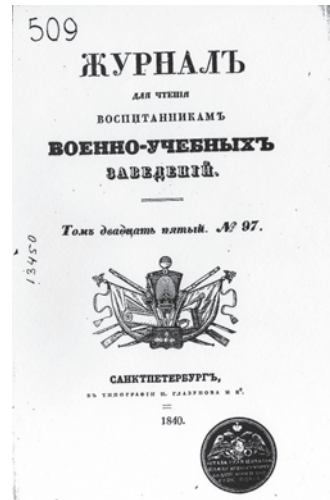 509
ЖУРНАЛЪ
ДЛЯ ЧТЕНІЯ
ВОСПИТАННИКАМЪ
ВОЕННО-УЧЕБНЫХЪ
ЗАВЕДЕНІЙ.
Томъ двадцать пятый. № 97.
13450
САНКТПЕТЕРБУРГЪ,
ВЪ ТИПОГРАФІИ И. ГЛАЗУНОВА И К°.
1840.